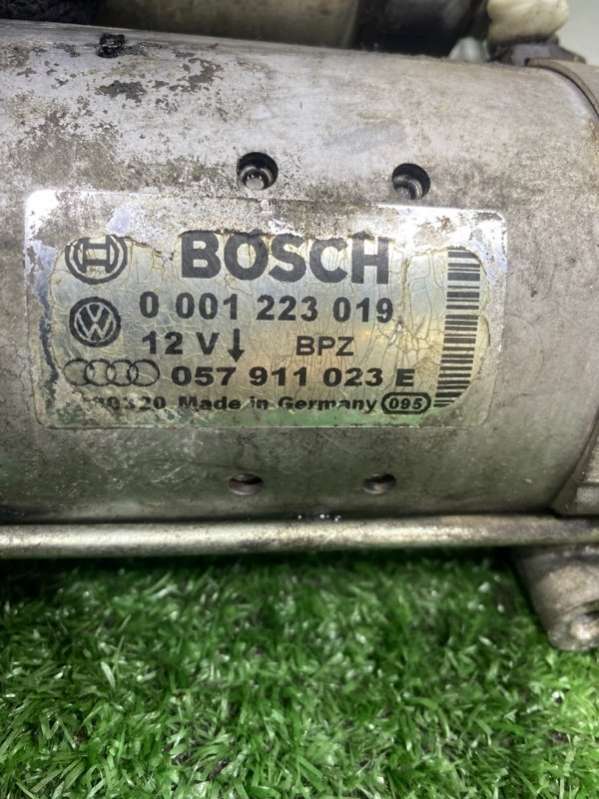 BOSCH
0 001 223 019
12 V BPZ
057 911 023 E
Made in Germany 095